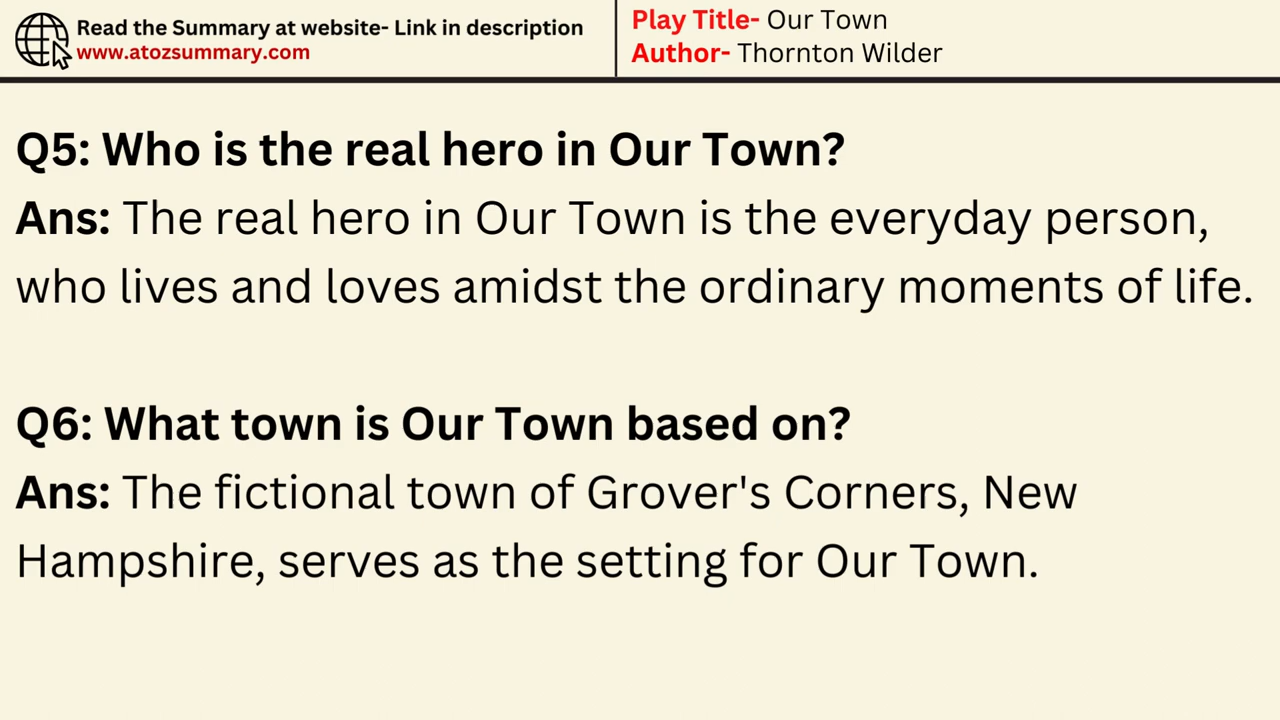 Read the Summary at website- Link in description
www.atozsummary.com
Play Title- Our Town
Author- Thornton Wilder
Q5: Who is the real hero in Our Town?
Ans: The real hero in Our Town is the everyday person,
who lives and loves amidst the ordinary moments of life.
Q6: What town is Our Town based on?
Ans: The fictional town of Grover's Corners, New
Hampshire, serves as the setting for Our Town.